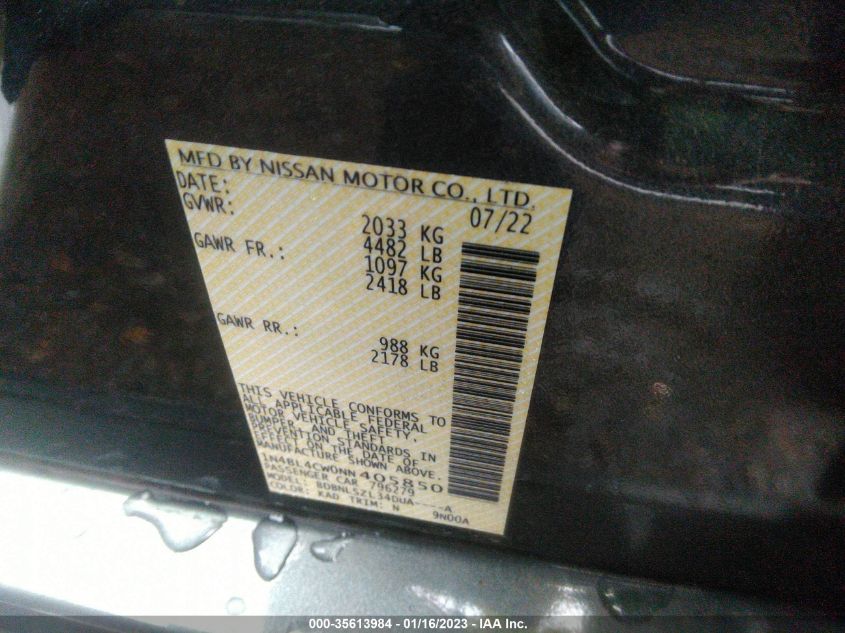 MFD BY NISSAN MOTOR CO., LTD.
DATE: 07/22
GVWR: 2033 KG
4482 LB
GAWR FR.: 1097 KG
2418 LB
GAWR RR.: 988 KG
2178 LB
THIS VEHICLE CONFORMS TO
ALL APPLICABLE FEDERAL
MOTOR VEHICLE SAFETY,
BUMPER, AND THEFT
PREVENTION STANDARDS IN
EFFECT ON THE DATE OF
MANUFACTURE SHOWN ABOVE.
1N4BL4CW0NN405850
PASSENGER CAR 796279
MODEL: BDBNLSZL34DUA----A
COLOR: KAD TRIM: N 9N00A
000-35613984 - 01/16/2023 - IAA Inc.